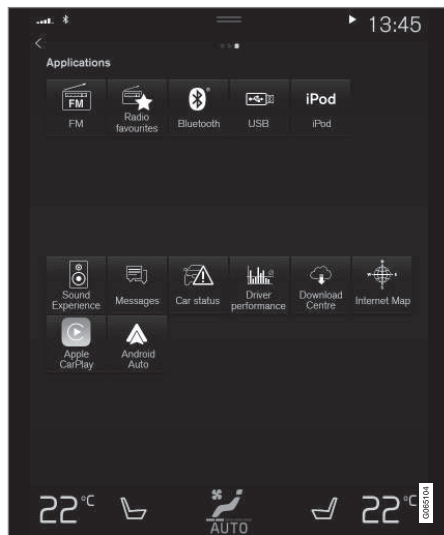 13:45
Applications
FM
FM
Radio
favourites
Bluetooth
USB
iPod
iPod
Sound
Experience
Messages
Car status
Driver
performance
Download
Centre
Internet Map
Apple
CarPlay
Android
Auto
22°C
AUTO
22°C
G065104